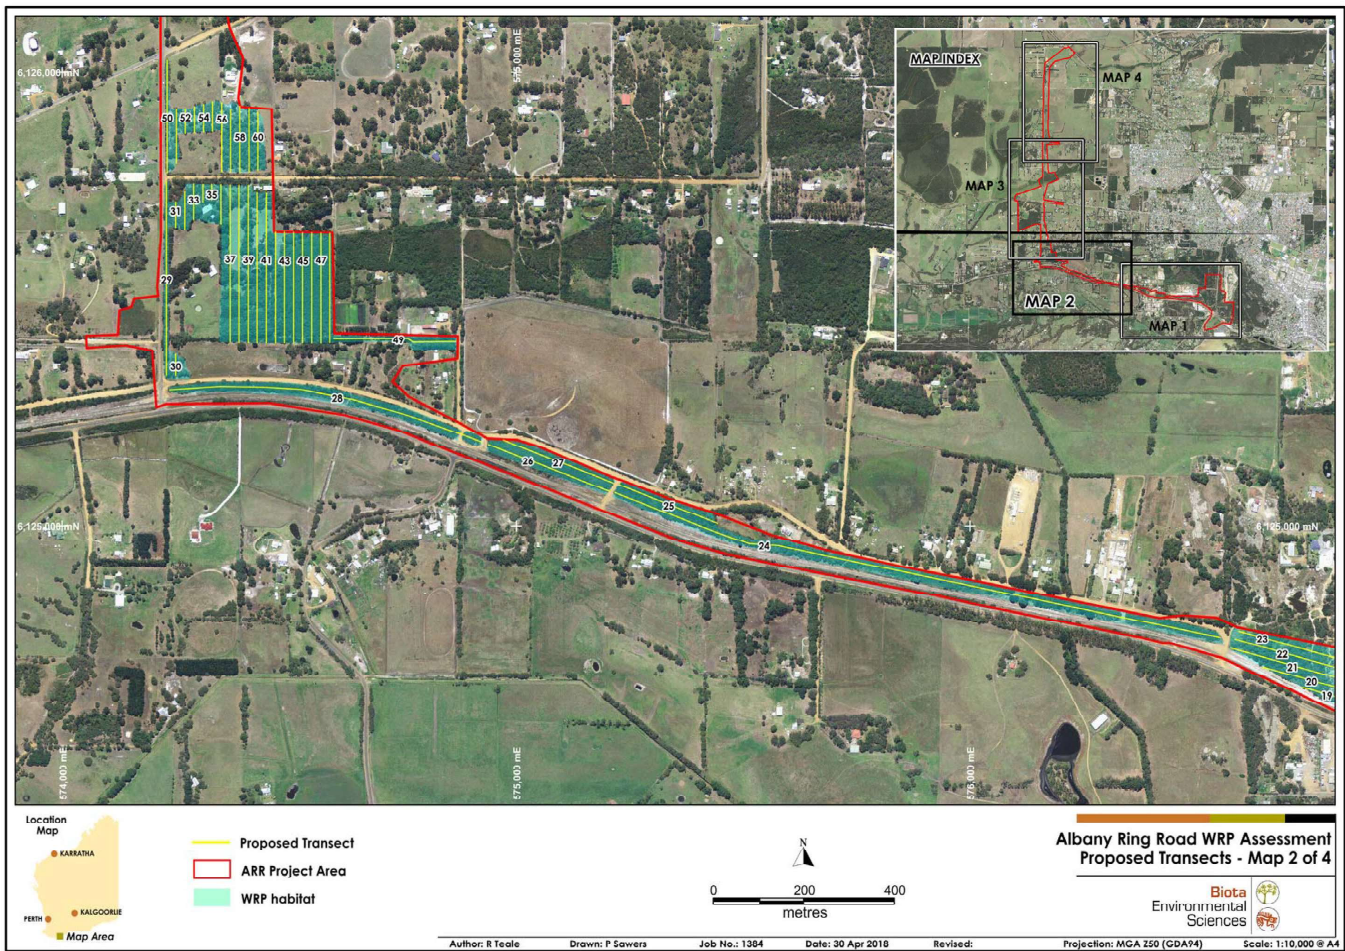 6,126,000 mN
575,000 mE
MAP INDEX
MAP 4
MAP 3
MAP 2
MAP 1
50
52
54
56
58
60
31
33
35
37
39
41
43
45
47
29
49
30
28
26
27
25
24
23
22
21
20
19
6,125,000 mN
6,125,000 mN
574,000 mE
575,000 mE
576,000 mE
Location
Map
KARRATHA
PERTH
KALGOORLIE
Map Area
Proposed Transect
ARR Project Area
WRP habitat
N
0 200 400
metres
Albany Ring Road WRP Assessment
Proposed Transects - Map 2 of 4
Biota
Environmental
Sciences
Author: R Teale Drawn: P Sawers Job No.: 1384 Date: 30 Apr 2018 Revised: Projection: MGA Z50 (GDA94) Scale: 1:10,000 @ A4